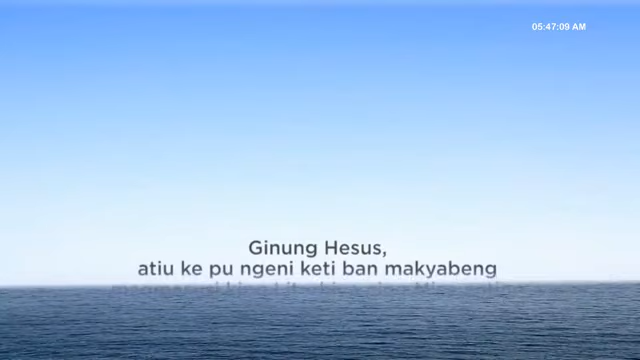 05:47:09 AM
Ginung Hesus,
atiu ke pu ngeni keti ban makyabeng